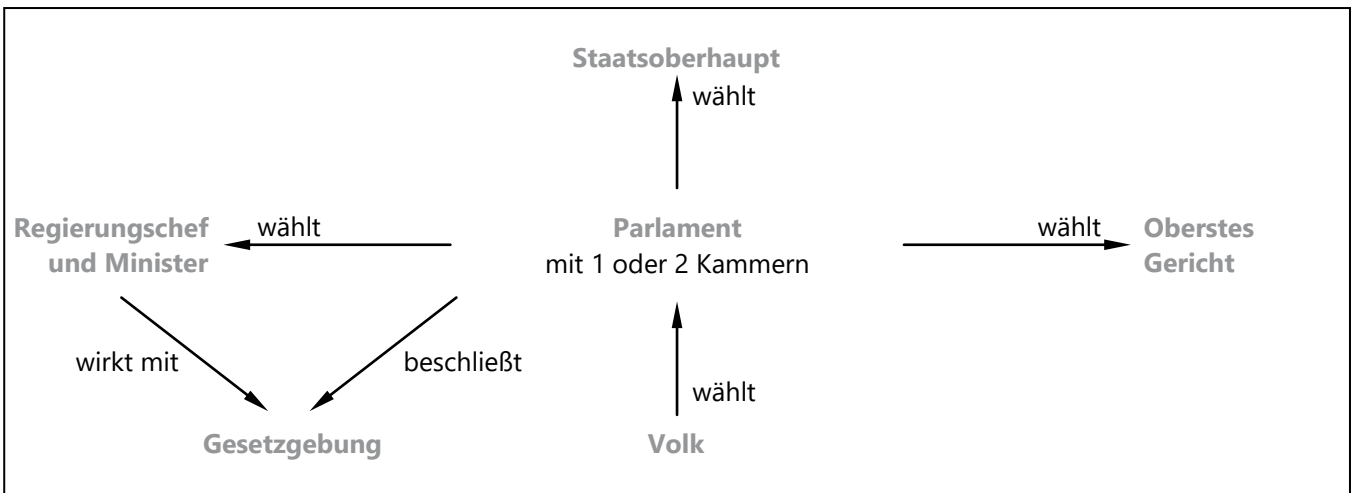 Staatsoberhaupt
wählt
Regierungschef
und Minister
wählt
Parlament
mit 1 oder 2 Kammern
wählt
Oberstes
Gericht
wirkt mit
beschließt
wählt
Gesetzgebung
Volk